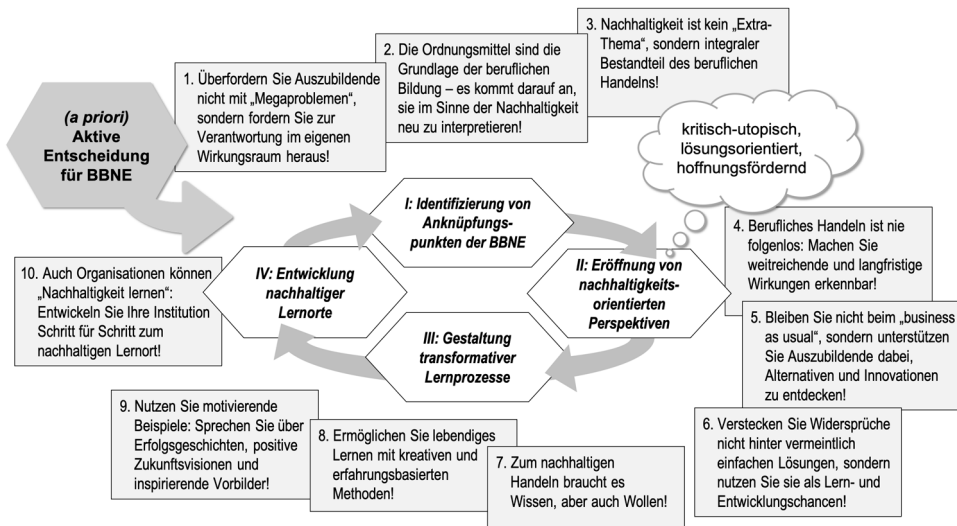 (a priori)
Aktive
Entscheidung
für BBNE
1. Überfordern Sie Auszubildende
nicht mit „Megaproblemen“,
sondern fordern Sie zur
Verantwortung im eigenen
Wirkungsraum heraus!
2. Die Ordnungsmittel sind die
Grundlage der beruflichen
Bildung – es kommt darauf an,
sie im Sinne der Nachhaltigkeit
neu zu interpretieren!
3. Nachhaltigkeit ist kein „Extra-
Thema“, sondern integraler
Bestandteil des beruflichen
Handelns!
kritisch-utopisch,
lösungsorientiert,
hoffnungsfördernd
I: Identifizierung von
Anknüpfungs-
punkten der BBNE
II: Eröffnung von
nachhaltigkeits-
orientierten
Perspektiven
III: Gestaltung
transformativer
Lernprozesse
IV: Entwicklung
nachhaltiger
Lernorte
4. Berufliches Handeln ist nie
folgenlos: Machen Sie
weitreichende und langfristige
Wirkungen erkennbar!
5. Bleiben Sie nicht beim „business
as usual“, sondern unterstützen
Sie Auszubildende dabei,
Alternativen und Innovationen
zu entdecken!
6. Verstecken Sie Widersprüche
nicht hinter vermeintlich
einfachen Lösungen, sondern
nutzen Sie sie als Lern- und
Entwicklungschancen!
7. Zum nachhaltigen
Handeln braucht es
Wissen, aber auch Wollen!
8. Ermöglichen Sie lebendiges
Lernen mit kreativen und
erfahrungsbasierten
Methoden!
9. Nutzen Sie motivierende
Beispiele: Sprechen Sie über
Erfolgsgeschichten, positive
Zukunftsvisionen und
inspirierende Vorbilder!
10. Auch Organisationen können
„Nachhaltigkeit lernen“:
Entwickeln Sie Ihre Institution
Schritt für Schritt zum
nachhaltigen Lernort!